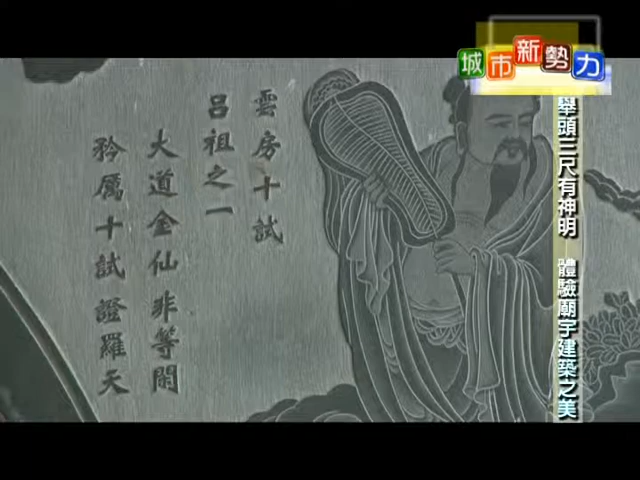 城市新勢力
舉頭三尺有神明 體驗廟宇建築之美
雲房十試
呂祖之一
大道金仙非等閑
矜厲十試證羅天